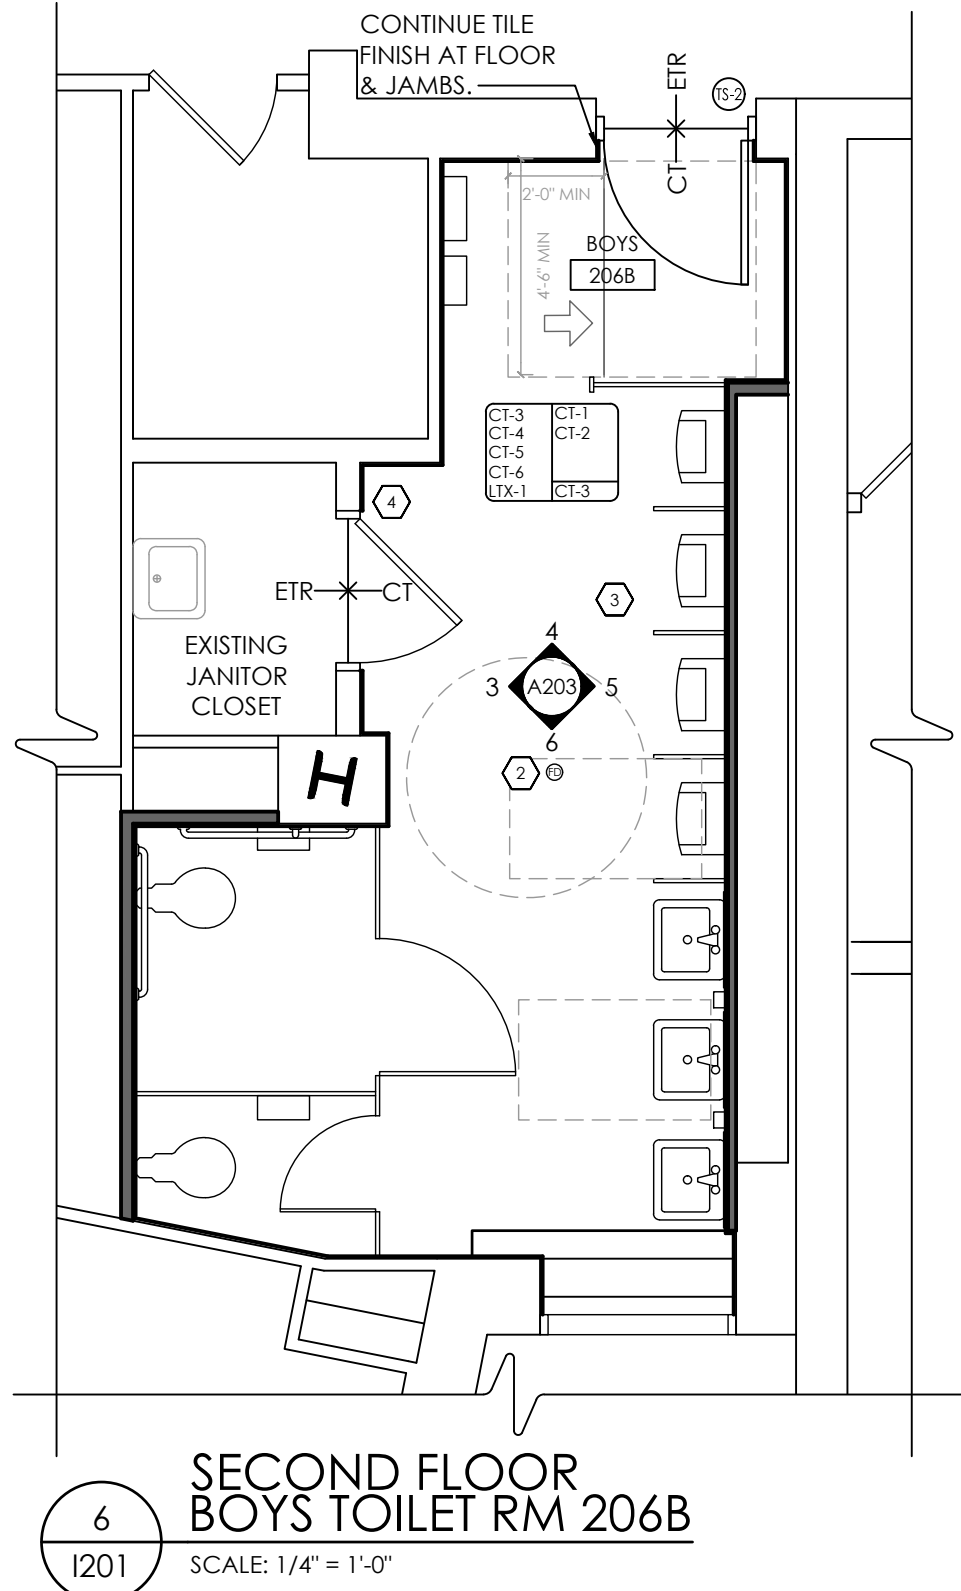 CONTINUE TILE
FINISH AT FLOOR
& JAMBS.
ETR
TS-2
CT
2'-0" MIN
4'-6" MIN
BOYS
206B
CT-3
CT-4
CT-5
CT-6
LTX-1
CT-1
CT-2
CT-3
4
3
ETR
CT
EXISTING
JANITOR
CLOSET
4
3
A203
5
6
2
FD
H
SECOND FLOOR
BOYS TOILET RM 206B
6
I201
SCALE: 1/4" = 1'-0"